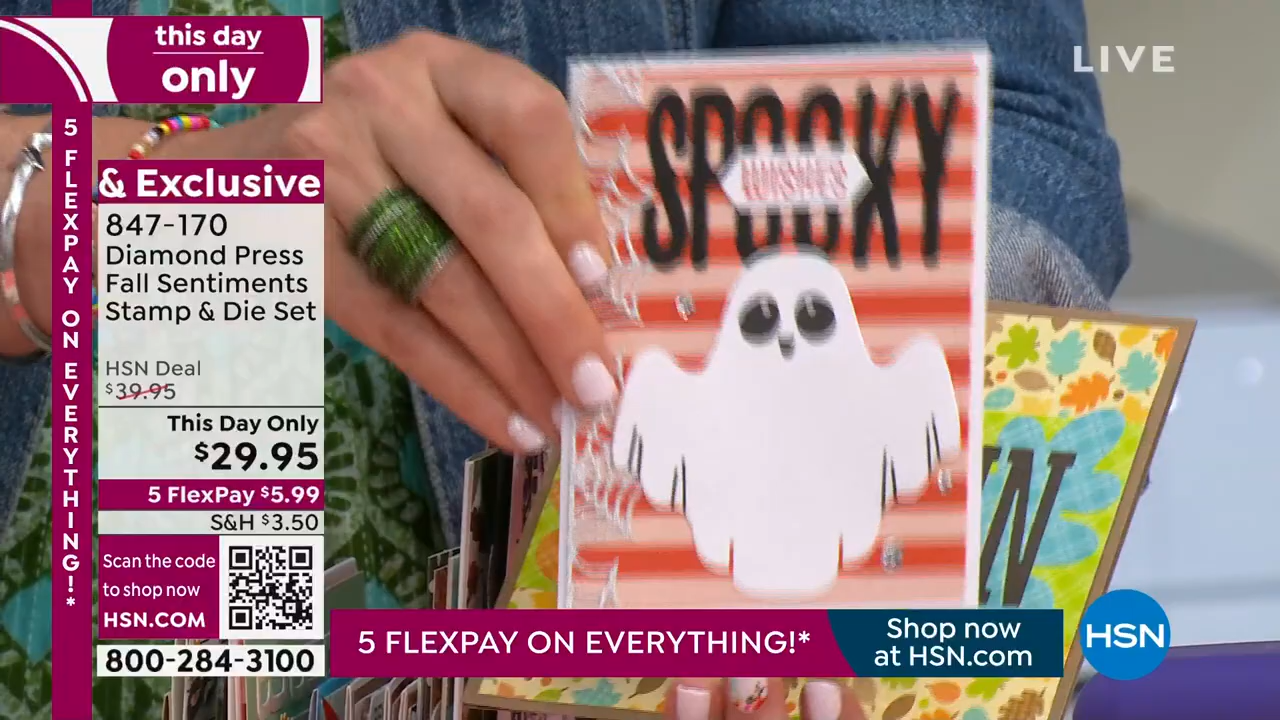 this day
only
5 FLEXPAY ON EVERYTHING!*
& Exclusive
847-170
Diamond Press
Fall Sentiments
Stamp & Die Set
HSN Deal
$39.95
This Day Only
$29.95
5 FlexPay $5.99
S&H $3.50
Scan the code
to shop now
HSN.COM
800-284-3100
LIVE
SPOOKY
WISHES
5 FLEXPAY ON EVERYTHING!*
Shop now
at HSN.com
HSN